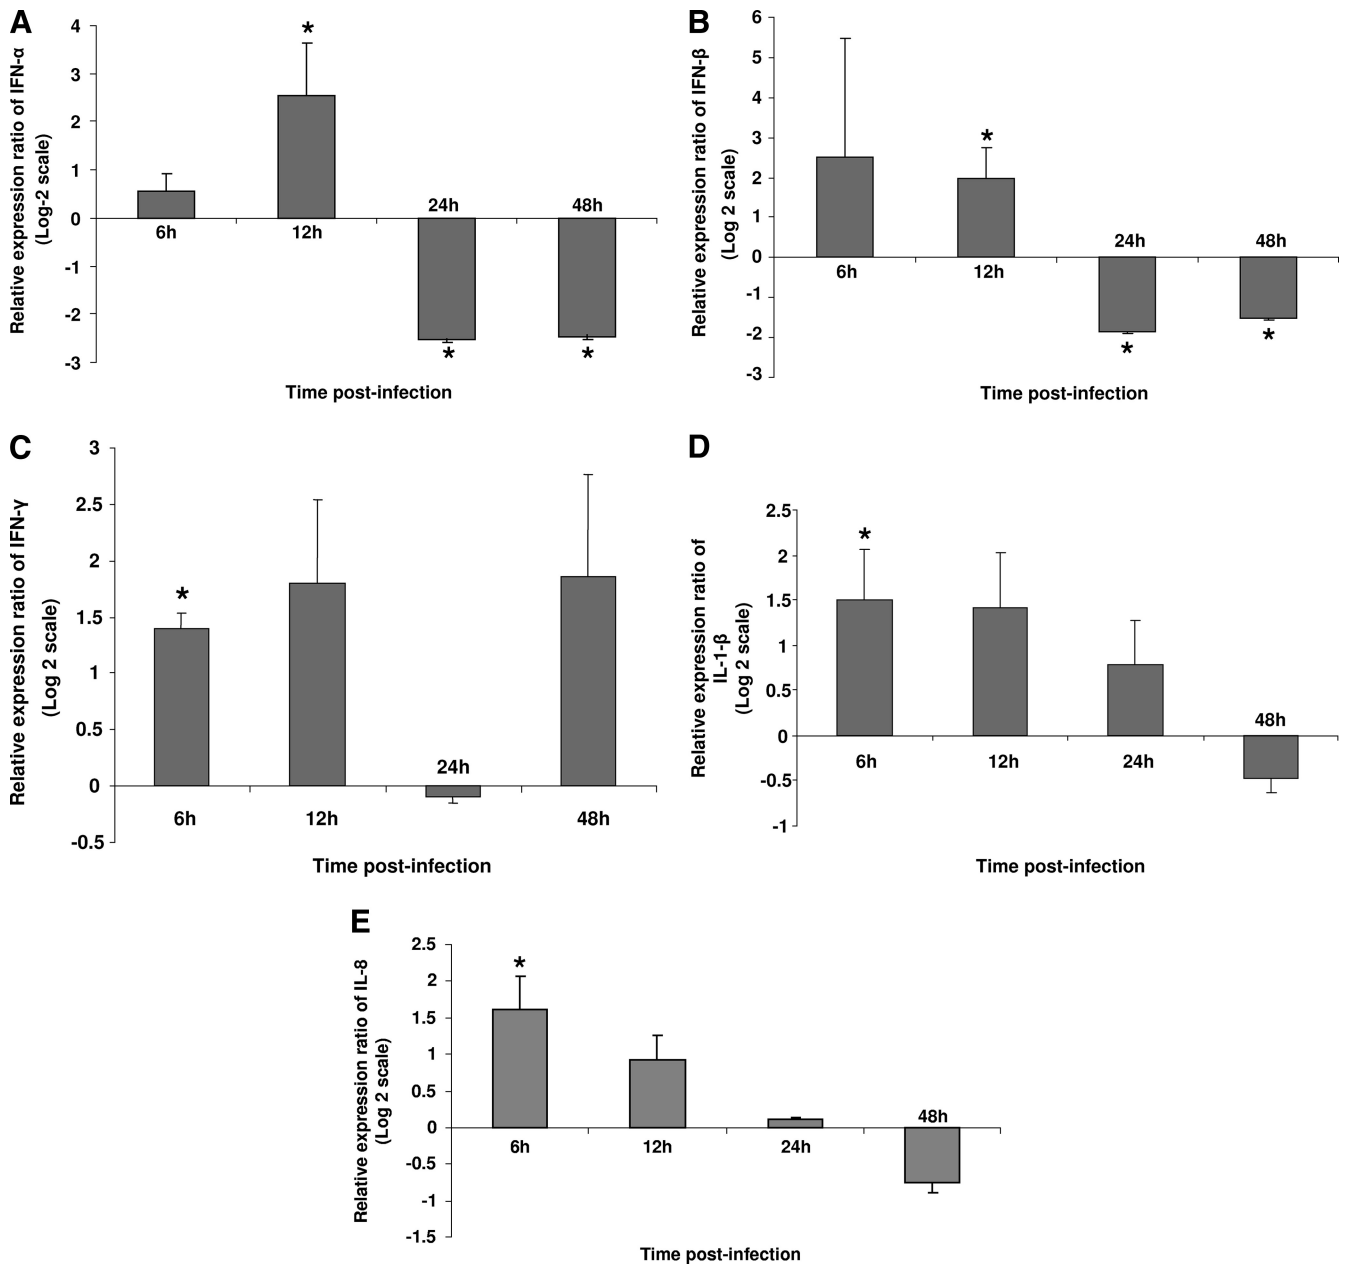 A
Relative expression ratio of IFN-α
(Log-2 scale)
4
3
2
1
0
-1
-2
-3
*
6h
12h
24h
48h
*
*
Time post-infection
B
Relative expression ratio of IFN-β
(Log 2 scale)
6
5
4
3
2
1
0
-1
-2
-3
*
6h
12h
24h
48h
*
*
Time post-infection
C
Relative expression ratio of IFN-γ
(Log 2 scale)
3
2.5
2
1.5
1
0.5
0
-0.5
*
6h
12h
24h
48h
Time post-infection
D
Relative expression ratio of
IL-1-β
(Log 2 scale)
2.5
2
1.5
1
0.5
0
-0.5
-1
*
6h
12h
24h
48h
Time post-infection
E
Relative expression ratio of IL-8
(Log 2 scale)
2.5
2
1.5
1
0.5
0
-0.5
-1
-1.5
*
6h
12h
24h
48h
Time post-infection